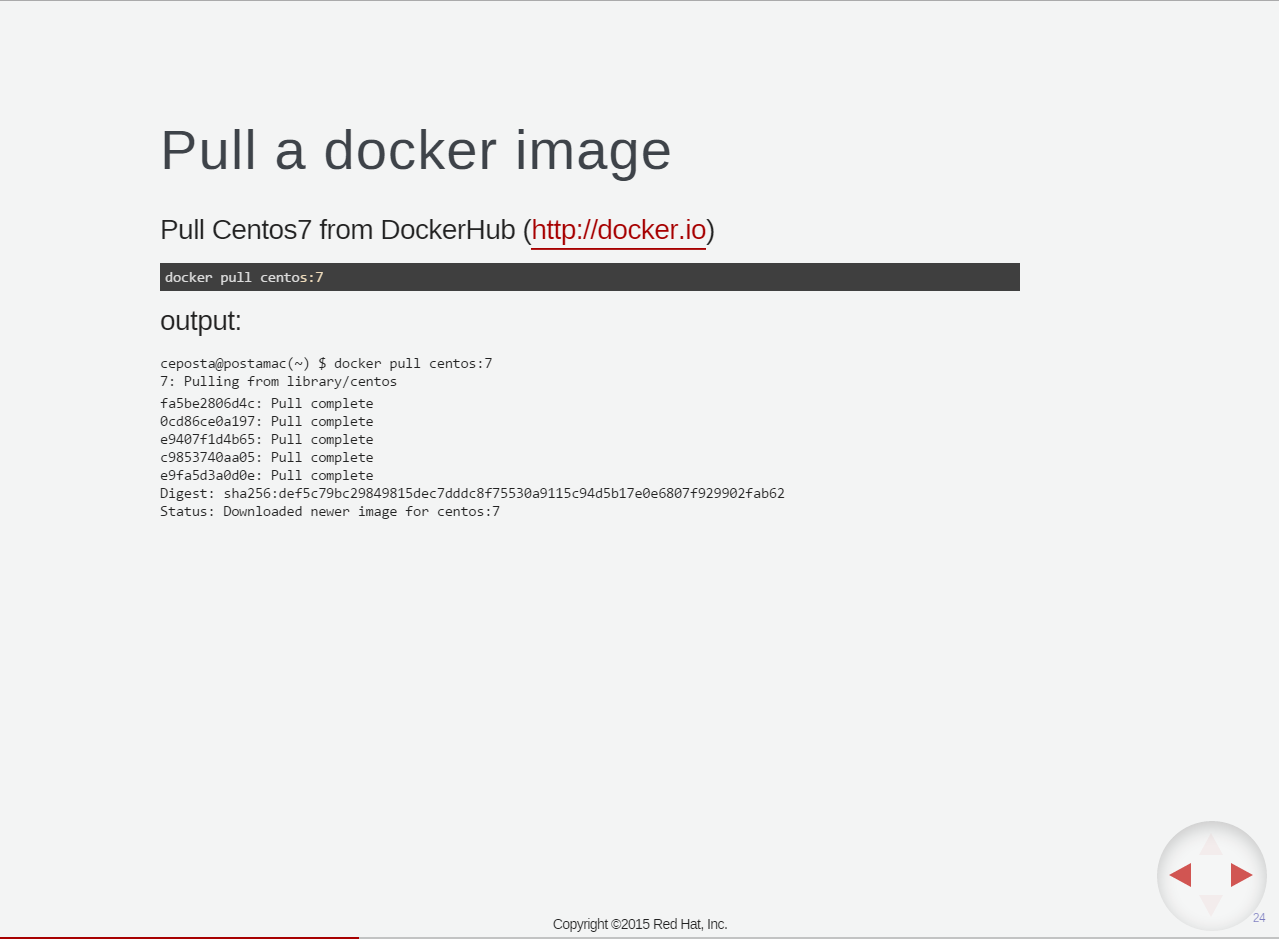 Pull a docker image
Pull Centos7 from DockerHub (http://docker.io)
docker pull centos:7
output:
ceposta@postamac(~) $ docker pull centos:7
7: Pulling from library/centos
fa5be2806d4c: Pull complete
0cd86ce0a197: Pull complete
e9407f1d4b65: Pull complete
c9853740aa05: Pull complete
e9fa5d3a0d0e: Pull complete
Digest: sha256:def5c79bc29849815dec7dddc8f75530a9115c94d5b17e0e6807f929902fab62
Status: Downloaded newer image for centos:7
24
Copyright ©2015 Red Hat, Inc.